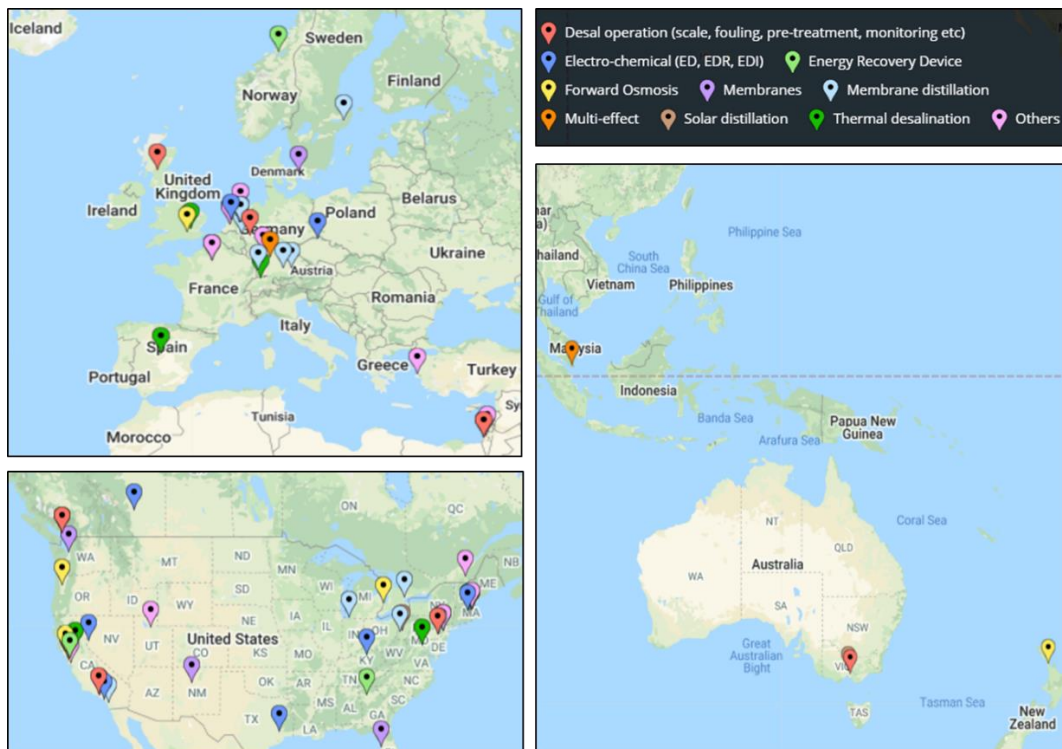 Iceland
Sweden
Finland
Norway
United
Kingdom
Denmark
Ireland
Belarus
Poland
Germany
Ukraine
Austria
France
Romania
Italy
Spain
Greece
Turkey
Portugal
Tunisia
Morocco
Desal operation (scale, fouling, pre-treatment, monitoring etc)
Electro-chemical (ED, EDR, EDI) Energy Recovery Device
Forward Osmosis Membranes Membrane distillation
Multi-effect Solar distillation Thermal desalination Others
Philippine Sea
South
China Sea
Vietnam
Philippines
Gulf of
Thailand
Malaysia
Indonesia
Banda Sea
Papua New
Guinea
Arafura Sea
Coral Sea
NT
QLD
Australia
WA
SA
NSW
Great
Australian
Bight
VIC
TAS
Tasman Sea
New
Zealand
ON
QC
NB
WA
MT
ND
MN
ME
OR
ID
WY
SD
WI
MI
NV
UT
United States
CO
NE
IA
IL
IN
OH
MA
CA
KS
MO
KY
WV
VA
DE
AZ
NM
OK
AR
TN
NC
SC
TX
LA
MS
AL
GA